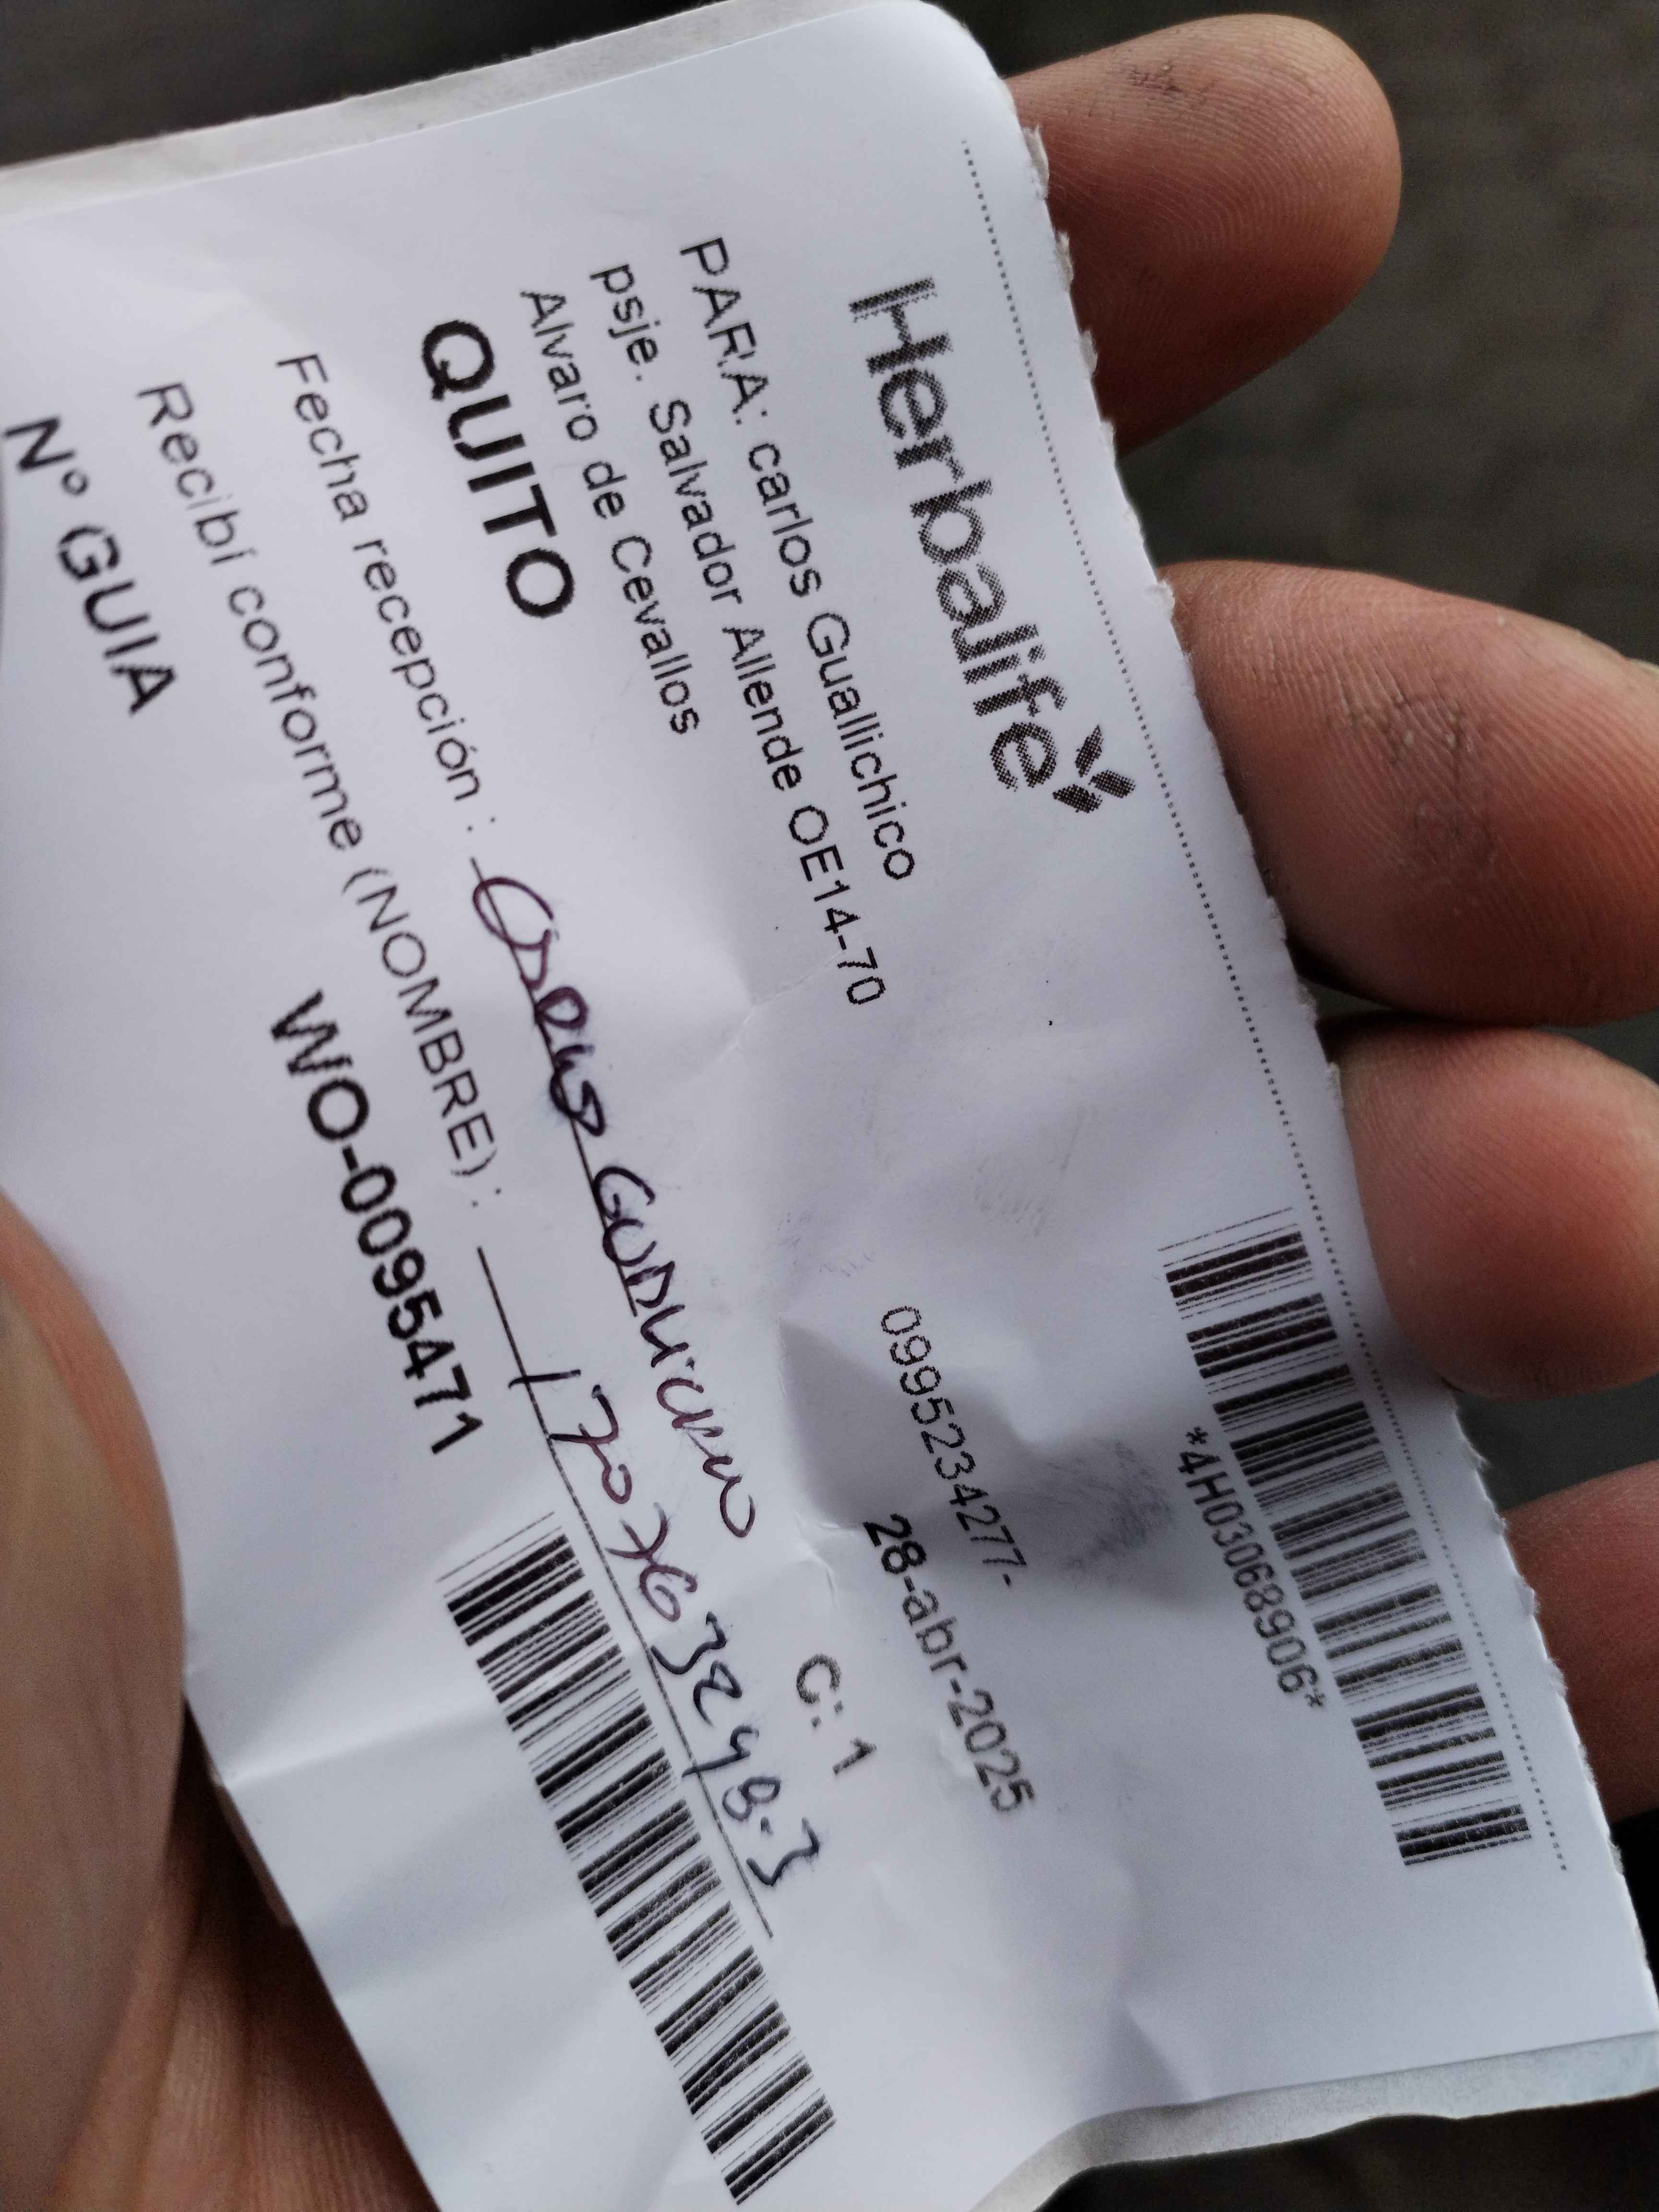 Herbalife
*4H03068906*
PARA: carlos Guallichico
psje. Salvador Allende OE14-70
0995234277-
Alvaro de Cevallos
28-abr-2025
QUITO
C: 1
Fecha recepción :
Recibí conforme (NOMBRE) :
Nº GUIA
WO-0095471